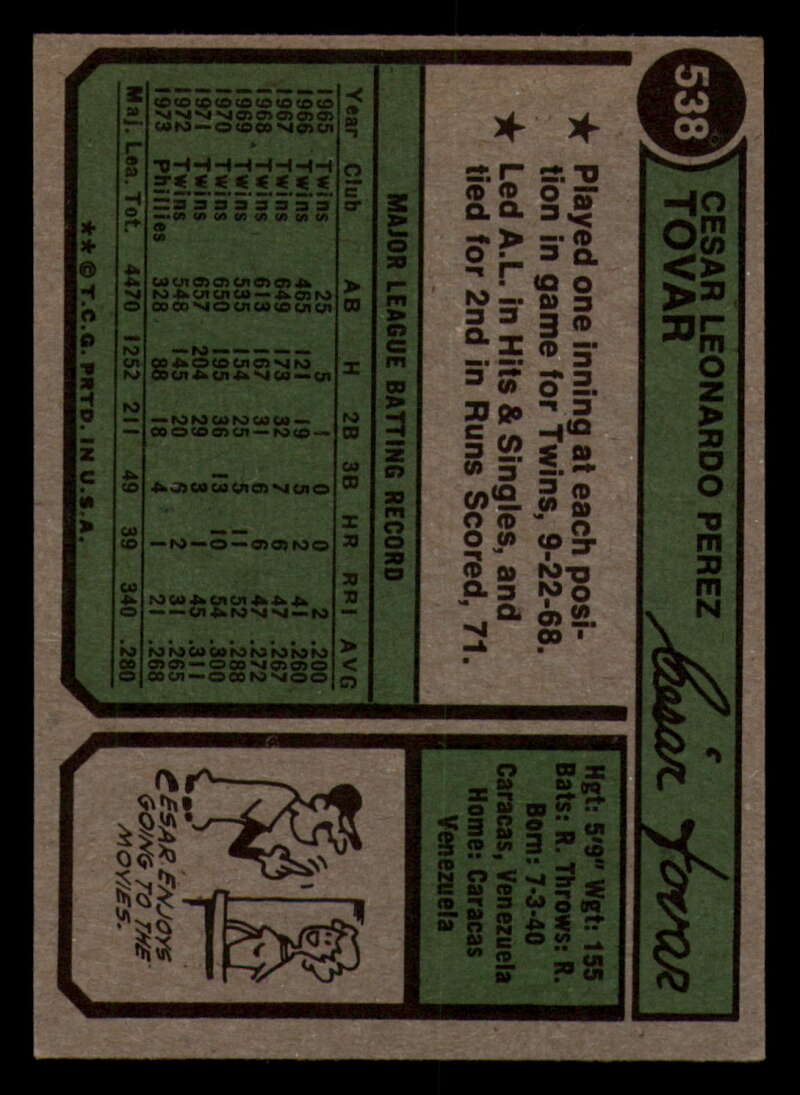 538
CESAR LEONARDO PEREZ
TOVAR
Cesar Tovar
★ Played one inning at each posi-
tion in game for Twins, 9-22-68.
★ Led A.L. in Hits & Singles, and
tied for 2nd in Runs Scored, 71.
Hgt: 5'9" Wgt: 155
Bats: R. Throws: R.
Born: 7-3-40
Caracas, Venezuela
Home: Caracas
Venezuela
MAJOR LEAGUE BATTING RECORD
Year Club AB H 2B 3B HR RBI AVG
1965 Twins 25 5 1 0 0 2 .200
1966 Twins 465 121 19 5 2 41 .260
1967 Twins 649 173 32 7 6 47 .267
1968 Twins 613 167 31 6 6 47 .272
1969 Twins 535 154 25 5 11 52 .288
1970 Twins 650 195 36 13 10 54 .300
1971 Twins 657 204 29 3 1 45 .311
1972 Twins 548 145 20 6 2 31 .265
1973 Phillies 328 88 18 4 1 21 .268
Maj. Lea. Tot. 4470 1252 211 49 39 340 .280
**©T.C.G. PRTD. IN U.S.A.
CESAR ENJOYS
GOING TO THE
MOVIES.